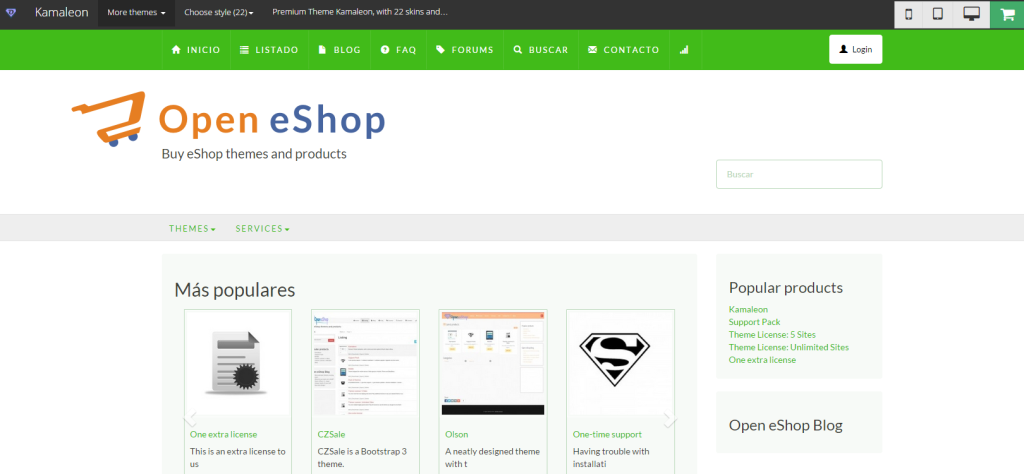 Kamaleon More themes Choose style (22) Premium Theme Kamaleon, with 22 skins and...
INICIO LISTADO BLOG FAQ FORUMS BUSCAR CONTACTO Login
Open eShop
Buy eShop themes and products
Buscar
THEMES SERVICES
Más populares
One extra license
This is an extra license to
us
CZSale
CZSale is a Bootstrap 3
theme.
Olson
A neatly designed theme
with t
One-time support
Having trouble with
installati
Popular products
Kamaleon
Support Pack
Theme License: 5 Sites
Theme License: Unlimited Sites
One extra license
Open eShop Blog